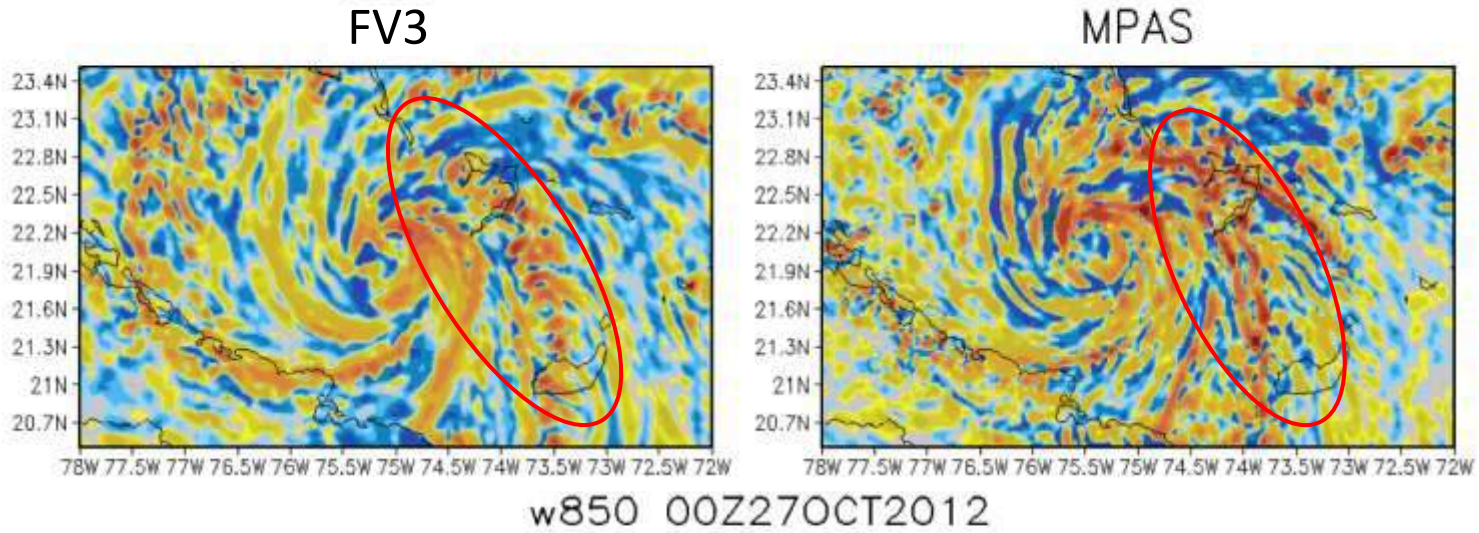 FV3 MPAS
23.4N 23.4N
23.1N 23.1N
22.8N 22.8N
22.5N 22.5N
22.2N 22.2N
21.9N 21.9N
21.6N 21.6N
21.3N 21.3N
21N 21N
20.7N 20.7N
78W 77.5W 77W 76.5W 76W 75.5W 75W 74.5W 74W 73.5W 73W 72.5W 72W 78W 77.5W 77W 76.5W 76W 75.5W 75W 74.5W 74W 73.5W 73W 72.5W 72W
w850 00Z27OCT2012